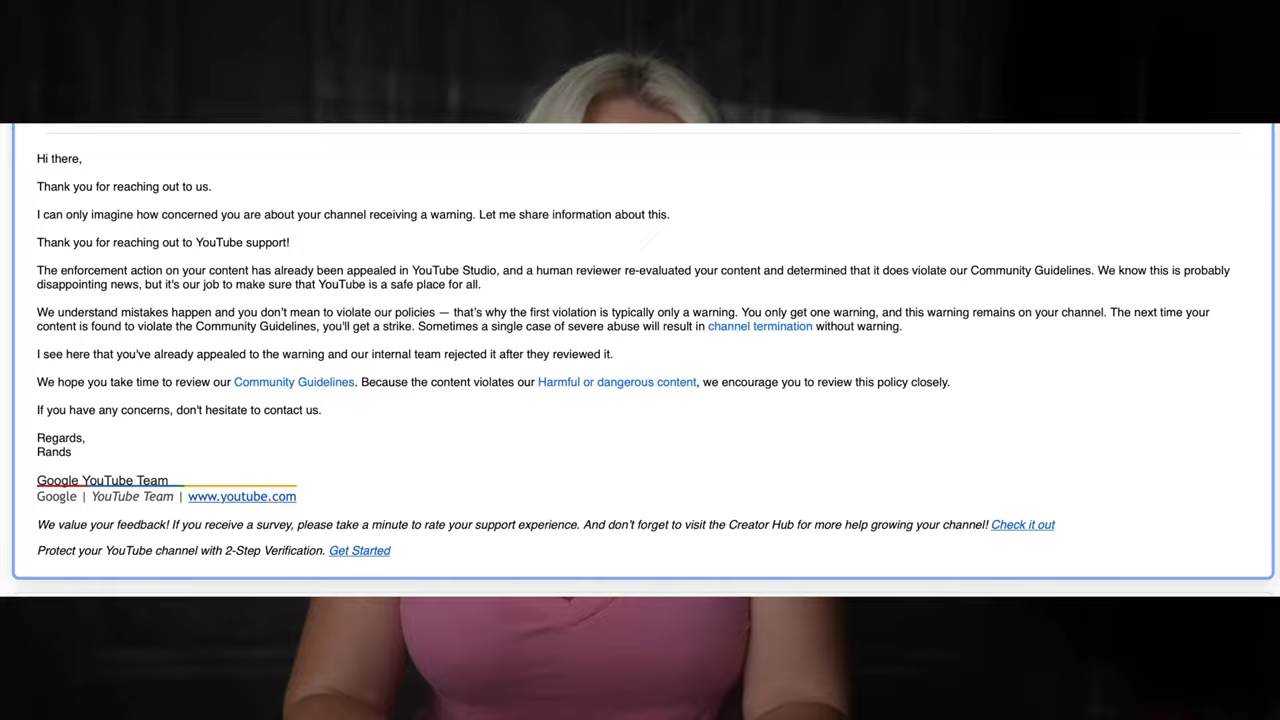 Hi there,
Thank you for reaching out to us.
I can only imagine how concerned you are about your channel receiving a warning. Let me share information about this.
Thank you for reaching out to YouTube support!
The enforcement action on your content has already been appealed in YouTube Studio, and a human reviewer re-evaluated your content and determined that it does violate our Community Guidelines. We know this is probably
disappointing news, but it's our job to make sure that YouTube is a safe place for all.
We understand mistakes happen and you don't mean to violate our policies — that's why the first violation is typically only a warning. You only get one warning, and this warning remains on your channel. The next time your
content is found to violate the Community Guidelines, you'll get a strike. Sometimes a single case of severe abuse will result in channel termination without warning.
I see here that you've already appealed to the warning and our internal team rejected it after they reviewed it.
We hope you take time to review our Community Guidelines. Because the content violates our Harmful or dangerous content, we encourage you to review this policy closely.
If you have any concerns, don't hesitate to contact us.
Regards,
Rands
Google YouTube Team
Google | YouTube Team | www.youtube.com
We value your feedback! If you receive a survey, please take a minute to rate your support experience. And don't forget to visit the Creator Hub for more help growing your channel! Check it out
Protect your YouTube channel with 2-Step Verification. Get Started